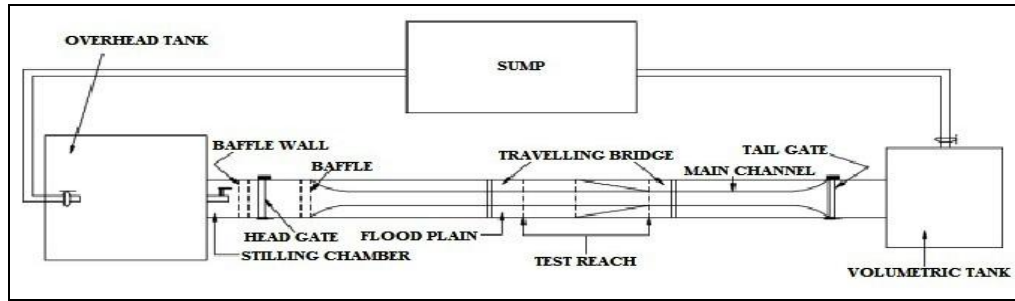 OVERHEAD TANK
SUMP
BAFFLE WALL
BAFFLE
TRAVELLING BRIDGE
TAIL GATE
MAIN CHANNEL
HEAD GATE
FLOOD PLAIN
STILLING CHAMBER
TEST REACH
VOLUMETRIC TANK